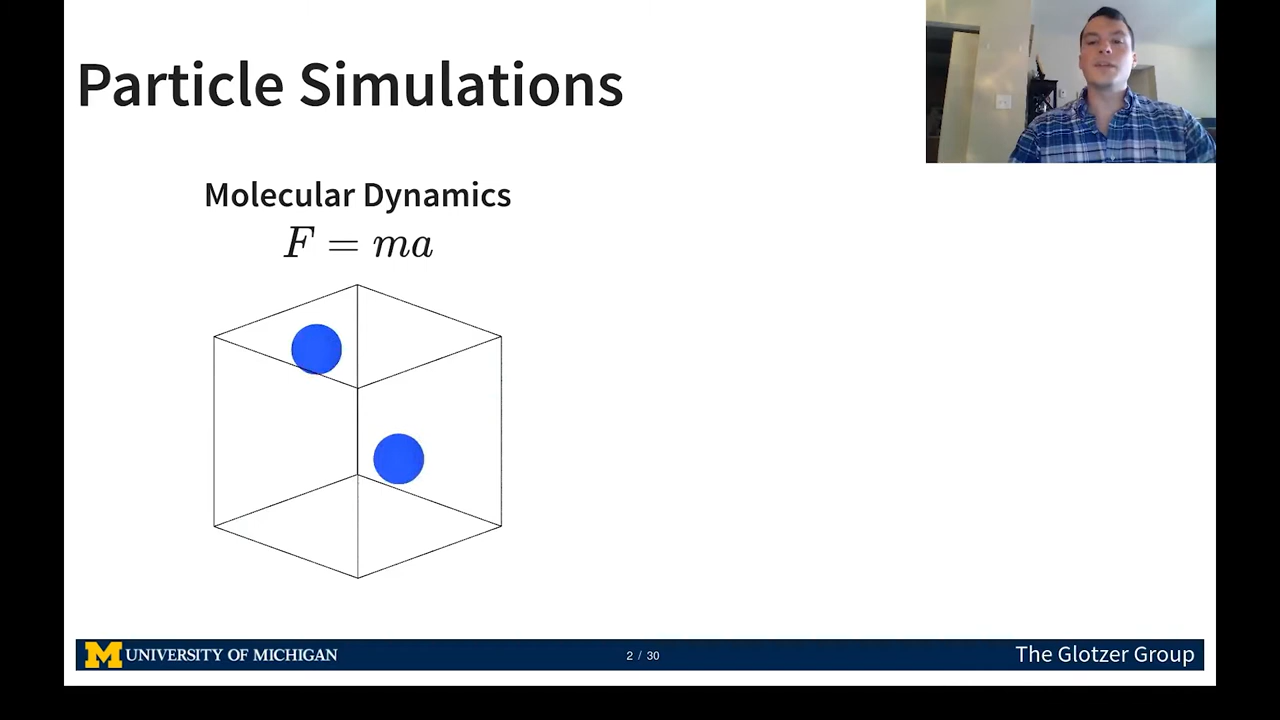 Particle Simulations
Molecular Dynamics
F = ma
M UNIVERSITY OF MICHIGAN
2 / 30
The Glotzer Group